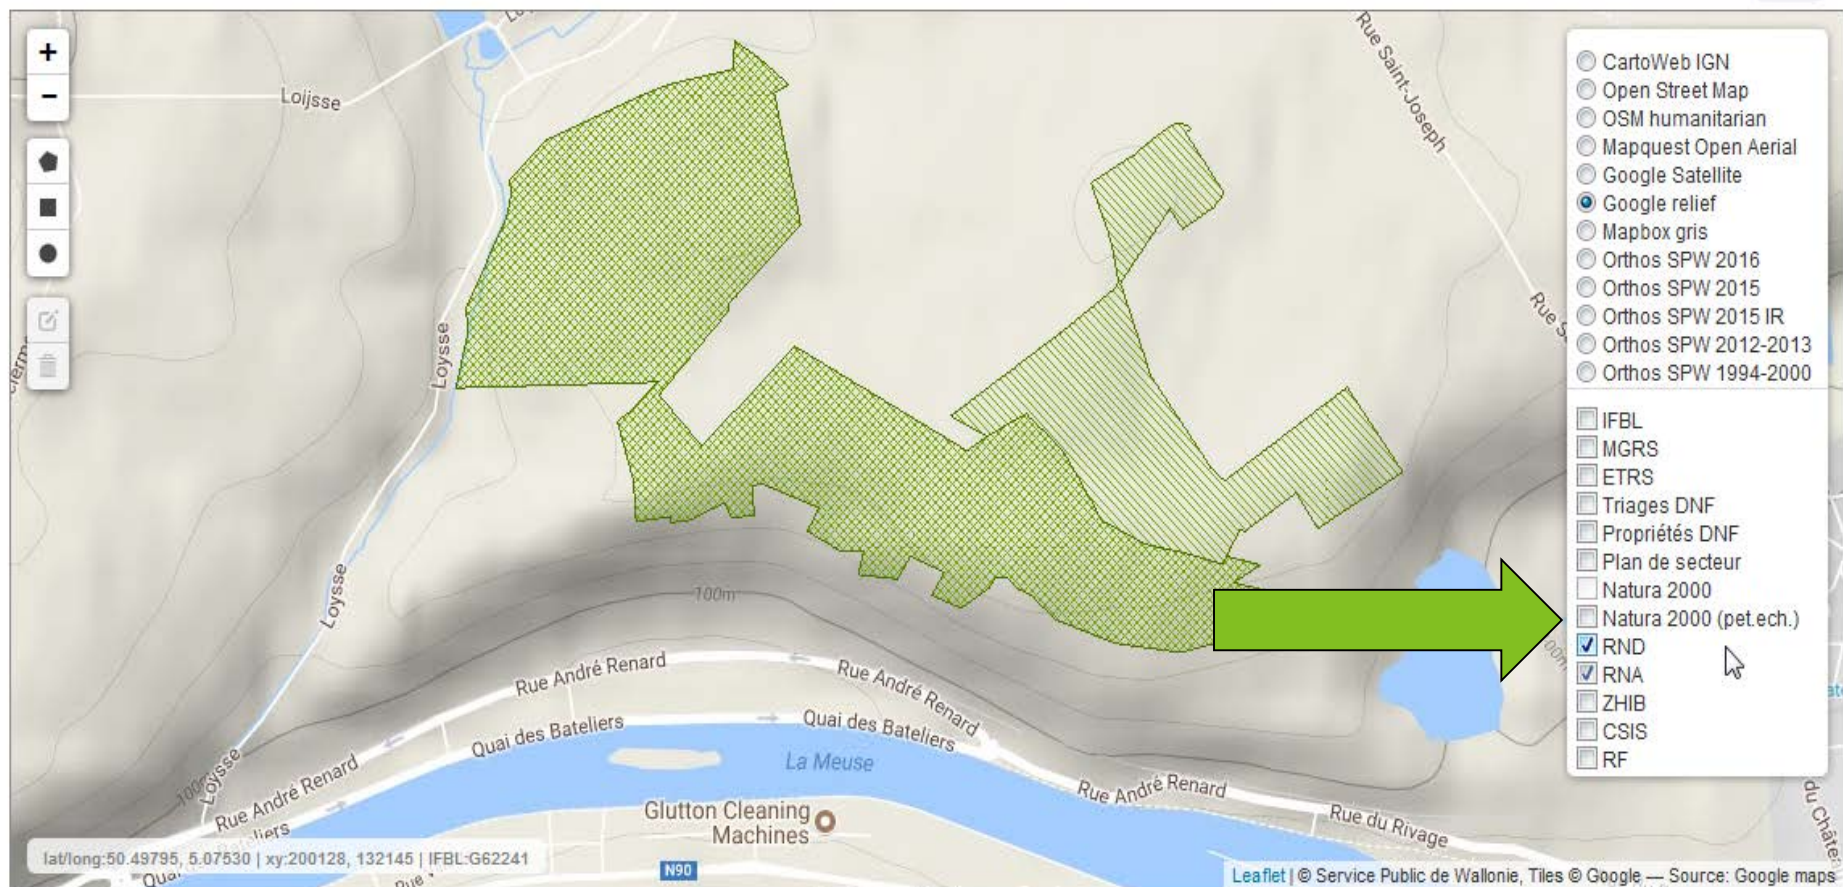 +
−
Loijsse
Rue Saint-Joseph
CartoWeb IGN
Open Street Map
OSM humanitarian
Mapquest Open Aerial
Google Satellite
Google relief
Mapbox gris
Orthos SPW 2016
Orthos SPW 2015
Orthos SPW 2015 IR
Orthos SPW 2012-2013
Orthos SPW 1994-2000
IFBL
MGRS
ETRS
Triages DNF
Propriétés DNF
Plan de secteur
Natura 2000
Natura 2000 (pet.ech.)
RND
RNA
ZHIB
CSIS
RF
Loysse
Loysse
Loysse
100m
100m
Rue André Renard
Rue André Renard
Quai des Bateliers
Quai des Bateliers
La Meuse
Rue André Renard
Rue André Renard
Rue du Rivage
Glutton Cleaning
Machines
N90
lat/long:50.49795, 5.07530 | xy:200128, 132145 | IFBL:G62241
Leaflet | © Service Public de Wallonie, Tiles © Google — Source: Google maps